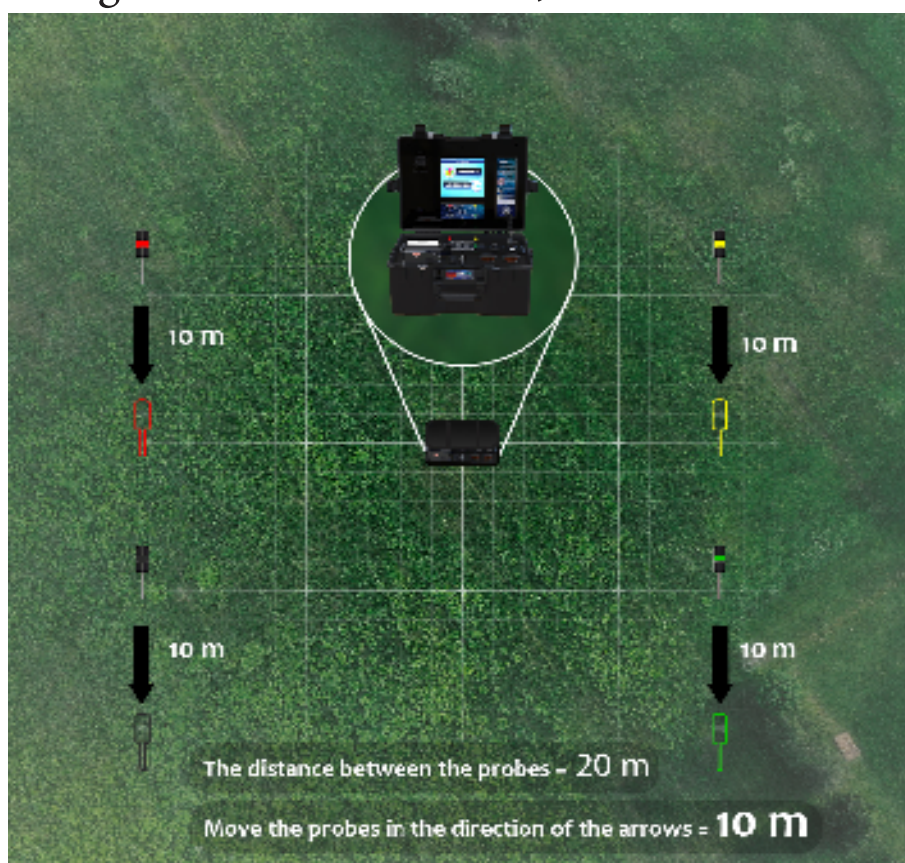 10 m
10 m
10 m
10 m
The distance between the probes = 20 m
Move the probes in the direction of the arrows = 10 m